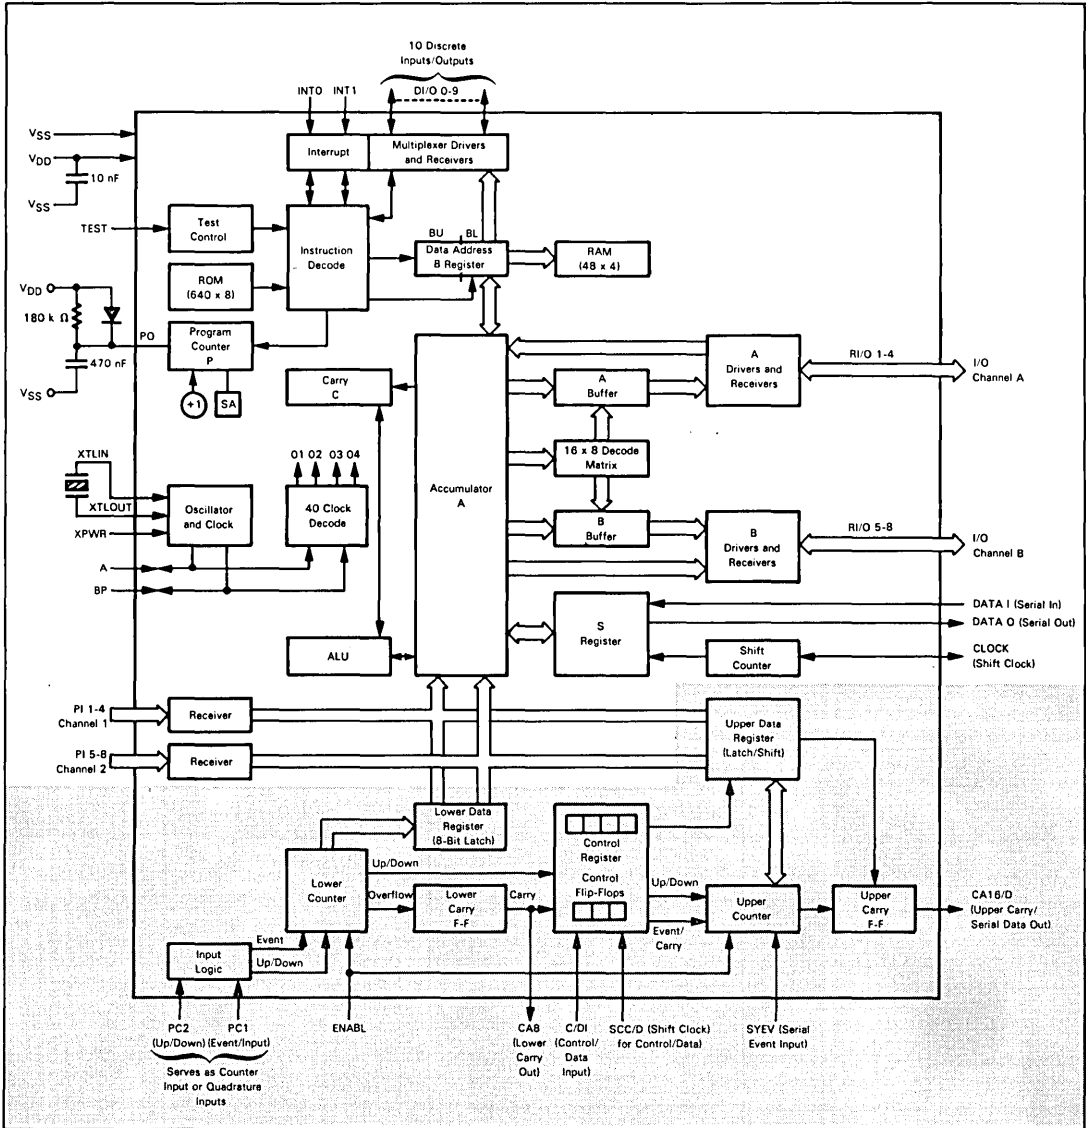 10 Discrete
Inputs/Outputs
INT0 INT1 DI/O 0-9
VSS
VDD
10 nF
VSS
Interrupt
Multiplexer Drivers
and Receivers
TEST
Test
Control
Instruction
Decode
BU BL
Data Address
B Register
RAM
(48 x 4)
ROM
(640 x 8)
VDD
180 k Ω
PO
470 nF
VSS
Program
Counter
P
+1
SA
Carry
C
A
Buffer
A
Drivers and
Receivers
RI/O 1-4
I/O
Channel A
16 x 8 Decode
Matrix
Accumulator
A
XTLIN
XTLOUT
XPWR
A
BP
Oscillator
and Clock
01 02 03 04
40 Clock
Decode
B
Buffer
B
Drivers and
Receivers
RI/O 5-8
I/O
Channel B
S
Register
DATA I (Serial In)
DATA O (Serial Out)
ALU
Shift
Counter
CLOCK
(Shift Clock)
PI 1-4
Channel 1
Receiver
PI 5-8
Channel 2
Receiver
Upper Data
Register
(Latch/Shift)
Lower Data
Register
(8-Bit Latch)
Control
Register
Control
Flip-Flops
Up/Down
Lower
Counter
Overflow
Lower
Carry
F-F
Carry
Up/Down
Event/
Carry
Upper
Counter
Upper
Carry
F-F
CA16/D
(Upper Carry/
Serial Data Out)
Input
Logic
Event
Up/Down
PC2
(Up/Down)
PC1
(Event/Input)
Serves as Counter
Input or Quadrature
Inputs
ENABL
CA8
(Lower
Carry
Out)
C/DI
(Control/
Data
Input)
SCC/D (Shift Clock)
for Control/Data)
SYEV (Serial
Event Input)